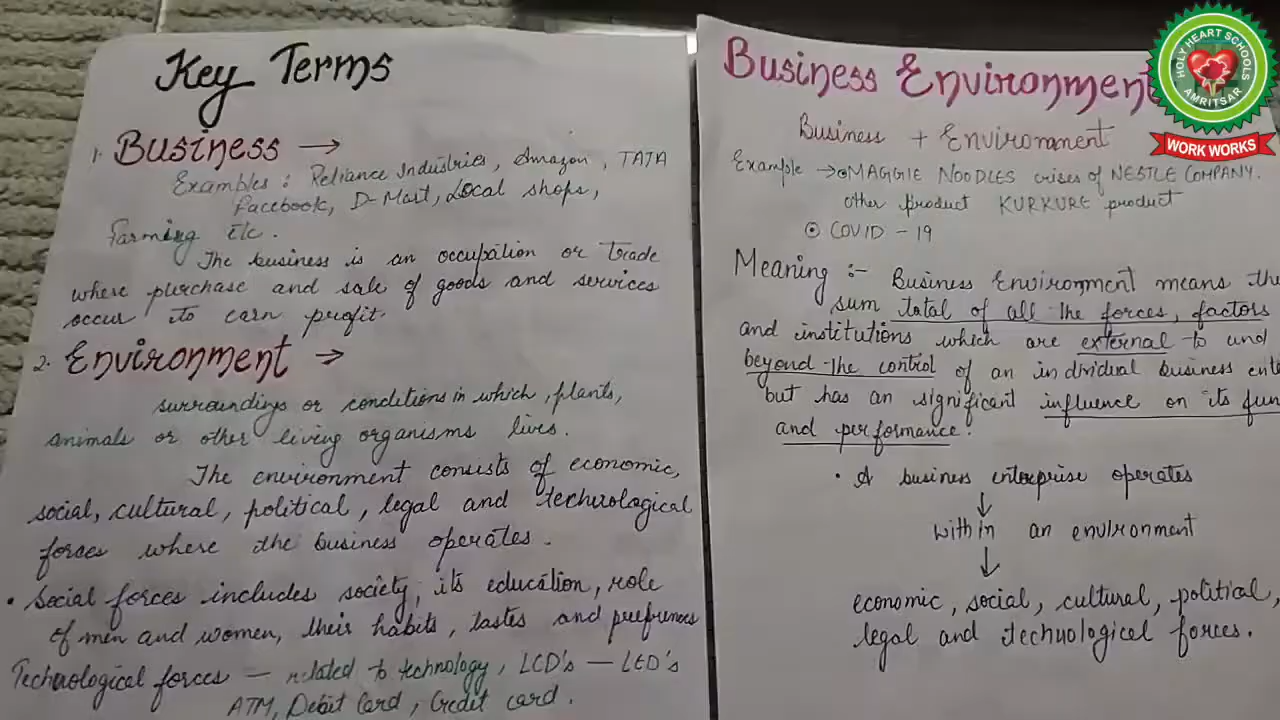 Key Terms
1. Business →
Examples : Reliance Industries, Amazon, TATA
Facebook, D-Mart, Local shops,
Farming Etc.
The business is an occupation or trade
where purchase and sale of goods and services
occur to earn profit.
2. Environment →
surroundings or conditions in which, plants,
animals or other living organisms lives.
The environment consists of economic,
social, cultural, political, legal and technological
forces where the business operates.
• Social forces includes society, its education, role
of men and women, their habits, tastes and prefrences
Technological forces — related to technology, LCD's — LED's
ATM, Debit Card, Credit card.
Business Environment
Business + Environment
Example → MAGGIE NOODLES crises of NESTLE COMPANY.
other product KURKURE product
COVID - 19
Meaning :- Business Environment means the
sum total of all the forces, factors
and institutions which are external to and
beyond the control of an individual business ente
but has an significant influence on its fun
and performance.
• A business enterprise operates
↓
within an environment
↓
economic, social, cultural, political,
legal and technological forces.
HOLY HEART SCHOOLS
AMRITSAR
WORK WORKS